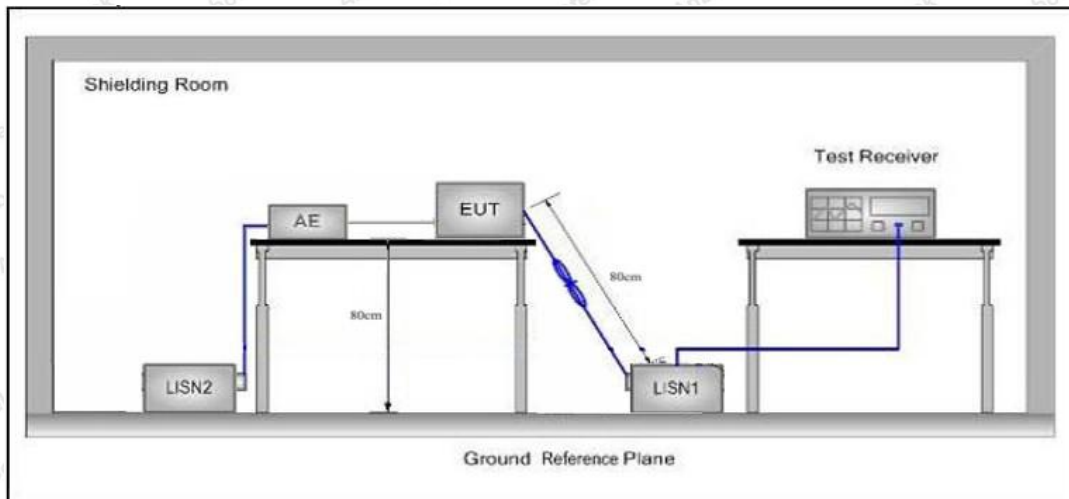 Shielding Room
Test Receiver
AE
EUT
80cm
80cm
LISN2
LISN1
Ground Reference Plane